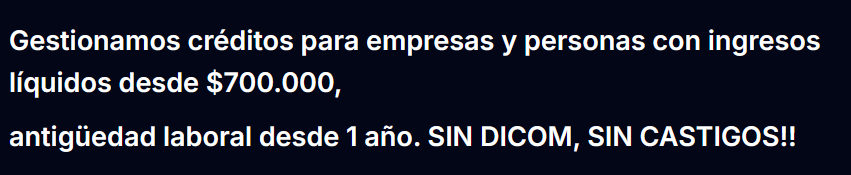 Gestionamos créditos para empresas y personas con ingresos
líquidos desde $700.000,
antigüedad laboral desde 1 año. SIN DICOM, SIN CASTIGOS!!